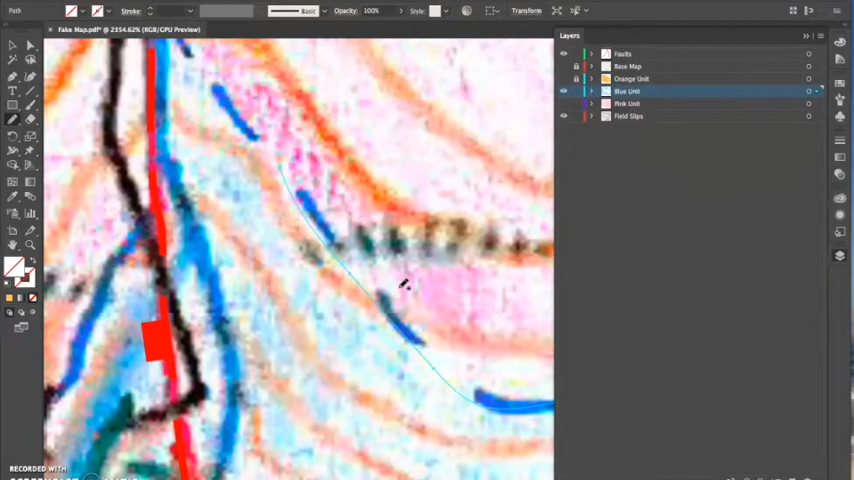 Path
Stroke:
Basic
Opacity: 100%
Style:
Transform
Fake Map.pdf* @ 2354.62% (RGB/GPU Preview)
Layers
Faults
Base Map
Orange Unit
Blue Unit
Pink Unit
Field Slips
RECORDED WITH